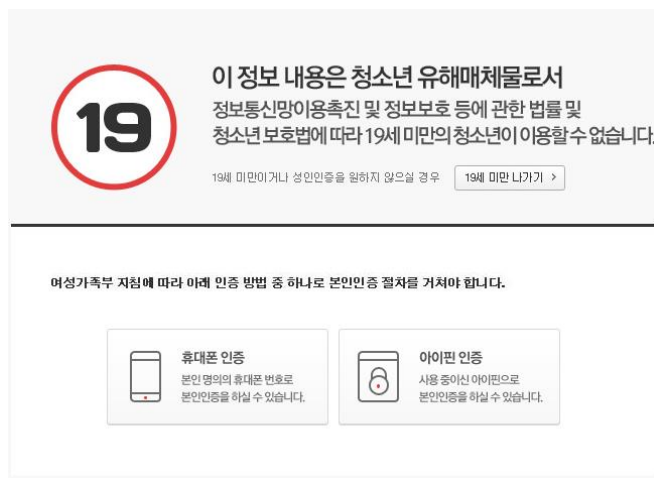 19
이 정보 내용은 청소년 유해매체물로서
정보통신망이용촉진 및 정보보호 등에 관한 법률 및
청소년 보호법에 따라 19세 미만의 청소년이 이용할 수 없습니다.
19세 미만이거나 성인인증을 원하지 않으실 경우
19세 미만 나가기 >
여성가족부 지침에 따라 아래 인증 방법 중 하나로 본인인증 절차를 거쳐야 합니다.
휴대폰 인증
본인 명의의 휴대폰 번호로
본인인증을 하실 수 있습니다.
아이핀 인증
사용 중이신 아이핀으로
본인인증을 하실 수 있습니다.